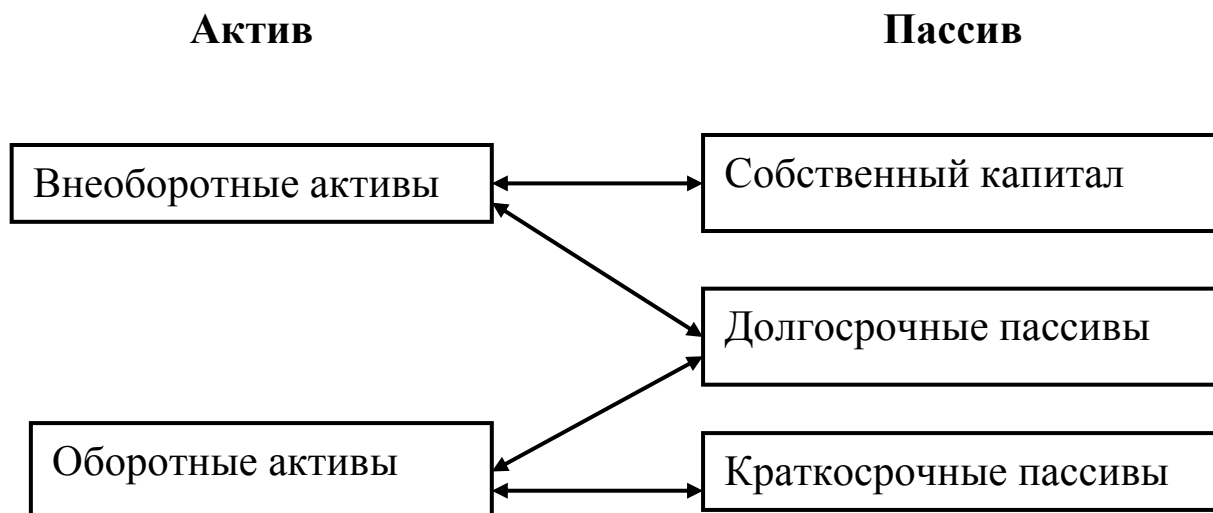 Актив
Пассив
Внеоборотные активы
Собственный капитал
Долгосрочные пассивы
Оборотные активы
Краткосрочные пассивы